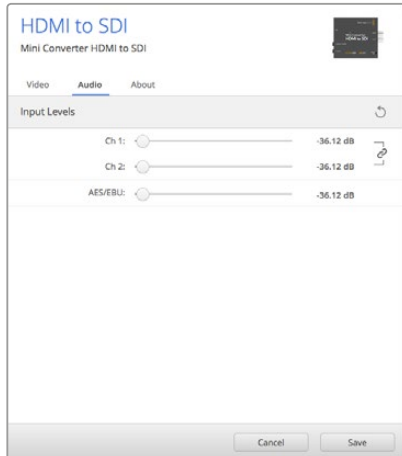 HDMI to SDI
Mini Converter HDMI to SDI
Video Audio About
Input Levels
Ch 1: -36.12 dB
Ch 2: -36.12 dB
AES/EBU: -36.12 dB
Cancel Save